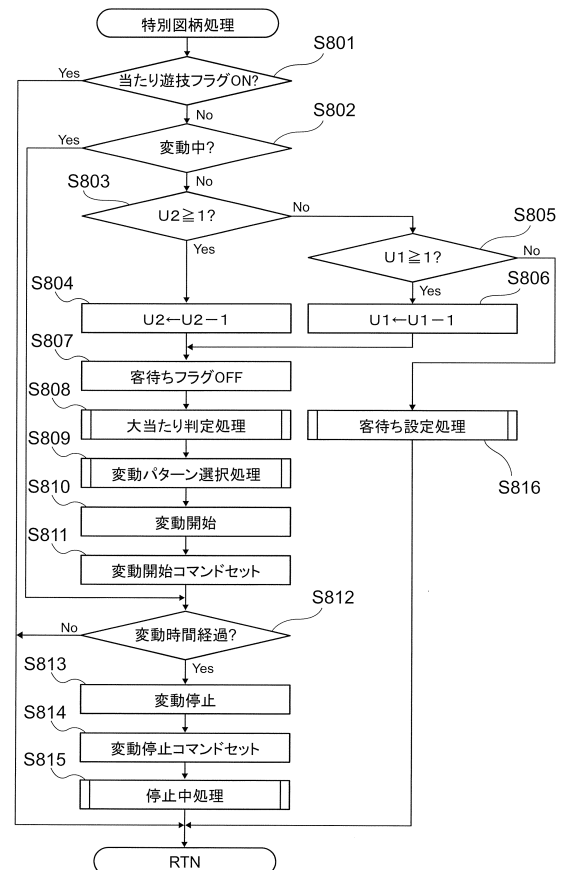 特別図柄処理
S801
当たり遊技フラグON?
Yes
No
S802
変動中?
Yes
No
S803
U2≧1?
No
Yes
S805
U1≧1?
No
Yes
S804
U2←U2－1
S806
U1←U1－1
S807
客待ちフラグOFF
S808
大当たり判定処理
客待ち設定処理
S816
S809
変動パターン選択処理
S810
変動開始
S811
変動開始コマンドセット
S812
変動時間経過?
No
Yes
S813
変動停止
S814
変動停止コマンドセット
S815
停止中処理
RTN